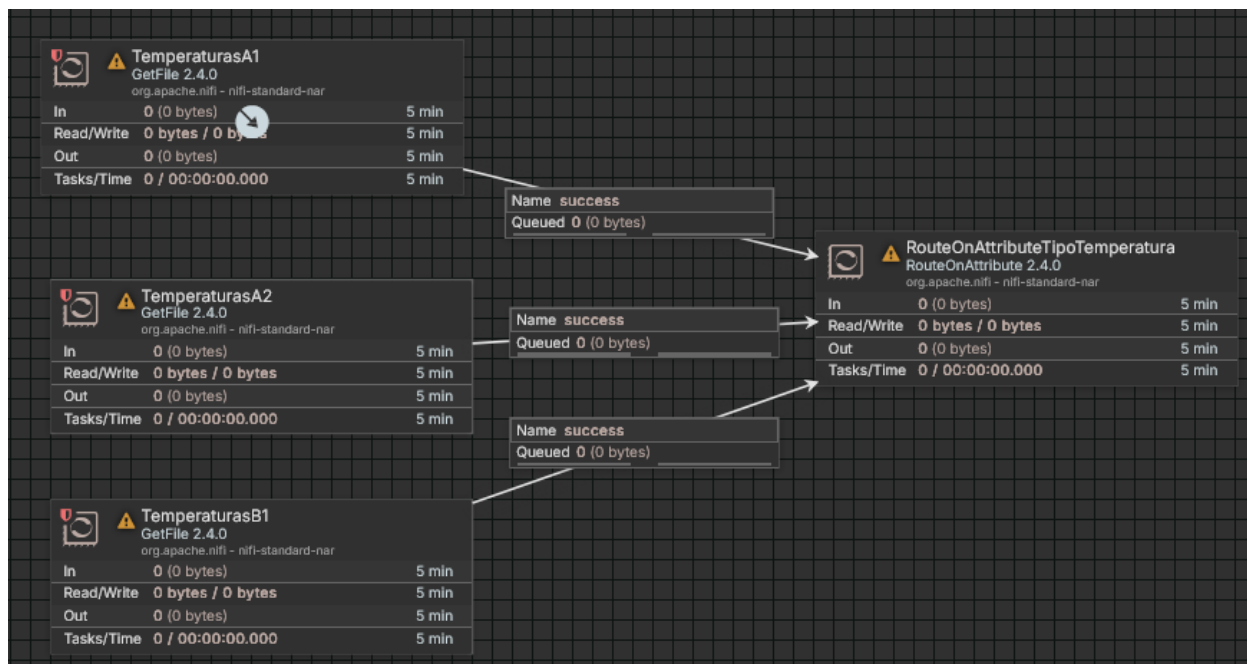 TemperaturasA1
GetFile 2.4.0
org.apache.nifi - nifi-standard-nar
In 0 (0 bytes) 5 min
Read/Write 0 bytes / 0 by 5 min
Out 0 (0 bytes) 5 min
Tasks/Time 0 / 00:00:00.000 5 min
Name success
Queued 0 (0 bytes)
RouteOnAttributeTipoTemperatura
RouteOnAttribute 2.4.0
org.apache.nifi - nifi-standard-nar
In 0 (0 bytes) 5 min
Read/Write 0 bytes / 0 bytes 5 min
Out 0 (0 bytes) 5 min
Tasks/Time 0 / 00:00:00.000 5 min
TemperaturasA2
GetFile 2.4.0
org.apache.nifi - nifi-standard-nar
In 0 (0 bytes) 5 min
Read/Write 0 bytes / 0 bytes 5 min
Out 0 (0 bytes) 5 min
Tasks/Time 0 / 00:00:00.000 5 min
Name success
Queued 0 (0 bytes)
Name success
Queued 0 (0 bytes)
TemperaturasB1
GetFile 2.4.0
org.apache.nifi - nifi-standard-nar
In 0 (0 bytes) 5 min
Read/Write 0 bytes / 0 bytes 5 min
Out 0 (0 bytes) 5 min
Tasks/Time 0 / 00:00:00.000 5 min